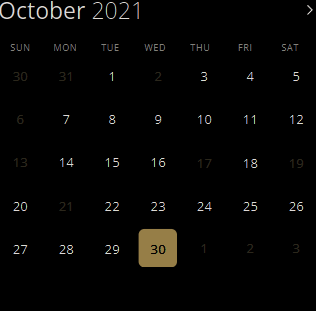 October 2021
SUN MON TUE WED THU FRI SAT
30 31 1 2 3 4 5
6 7 8 9 10 11 12
13 14 15 16 17 18 19
20 21 22 23 24 25 26
27 28 29 30 1 2 3